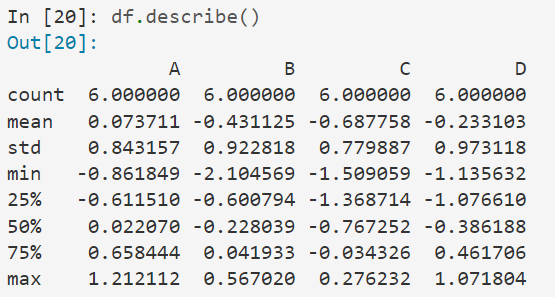 In [20]: df.describe()
Out[20]:
              A         B         C         D
count  6.000000  6.000000  6.000000  6.000000
mean   0.073711 -0.431125 -0.687758 -0.233103
std    0.843157  0.922818  0.779887  0.973118
min   -0.861849 -2.104569 -1.509059 -1.135632
25%   -0.611510 -0.600794 -1.368714 -1.076610
50%    0.022070 -0.228039 -0.767252 -0.386188
75%    0.658444  0.041933 -0.034326  0.461706
max    1.212112  0.567020  0.276232  1.071804